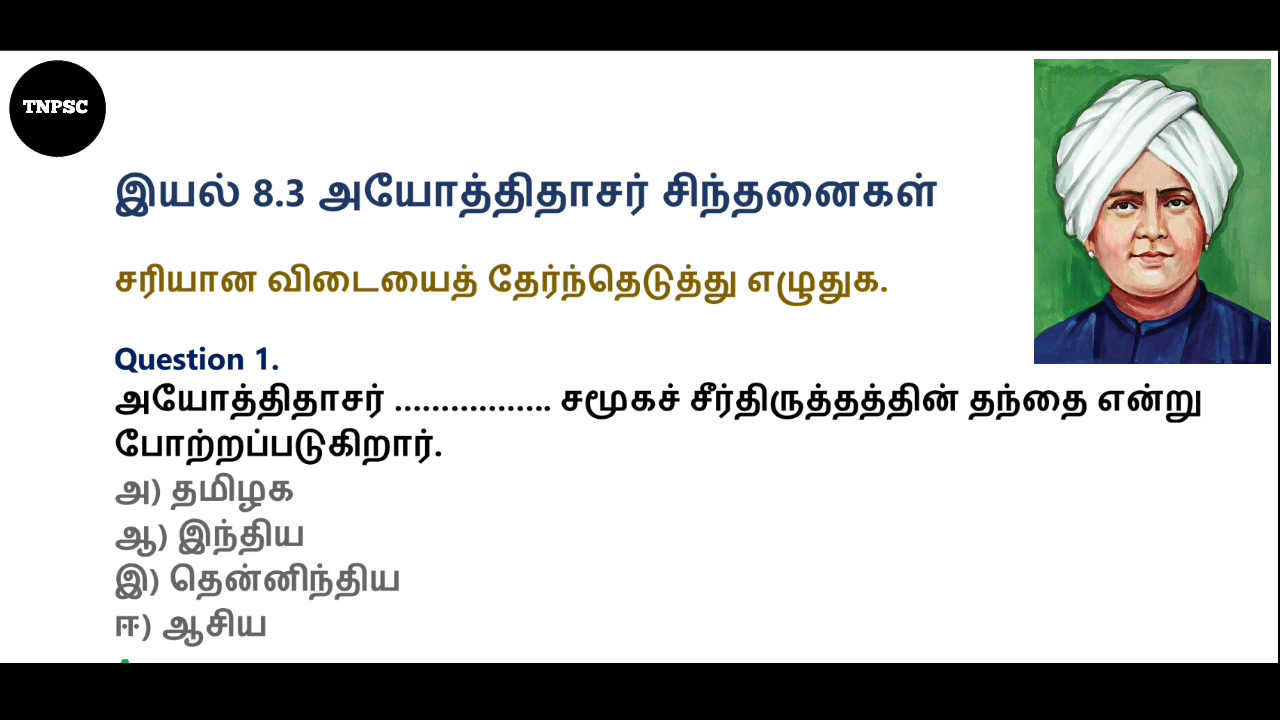 TNPSC
இயல் 8.3 அயோத்திதாசர் சிந்தனைகள்
சரியான விடையைத் தேர்ந்தெடுத்து எழுதுக.
Question 1.
அயோத்திதாசர் ................. சமூகச் சீர்திருத்தத்தின் தந்தை என்று
போற்றப்படுகிறார்.
அ) தமிழக
ஆ) இந்திய
இ) தென்னிந்திய
ஈ) ஆசிய